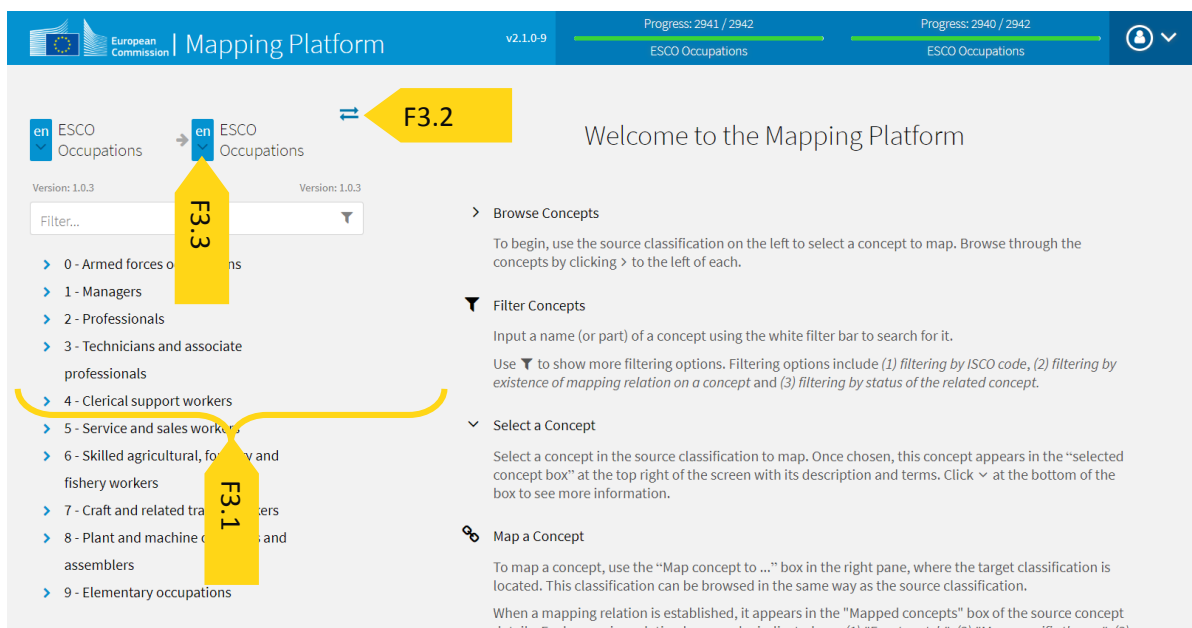 European
Commission
Mapping Platform
v2.1.0-9
Progress: 2941 / 2942
ESCO Occupations
Progress: 2940 / 2942
ESCO Occupations
F3.2
en ESCO
Occupations
en ESCO
Occupations
Version: 1.0.3
Version: 1.0.3
Filter...
F3.3
0 - Armed forces o ns
1 - Managers
2 - Professionals
3 - Technicians and associate
professionals
4 - Clerical support workers
5 - Service and sales workers
6 - Skilled agricultural, fo y and
fishery workers
7 - Craft and related tra kers
8 - Plant and machine s and
assemblers
9 - Elementary occupations
F3.1
Welcome to the Mapping Platform
Browse Concepts
To begin, use the source classification on the left to select a concept to map. Browse through the
concepts by clicking > to the left of each.
Filter Concepts
Input a name (or part) of a concept using the white filter bar to search for it.
Use to show more filtering options. Filtering options include (1) filtering by ISCO code, (2) filtering by
existence of mapping relation on a concept and (3) filtering by status of the related concept.
Select a Concept
Select a concept in the source classification to map. Once chosen, this concept appears in the “selected
concept box” at the top right of the screen with its description and terms. Click at the bottom of the
box to see more information.
Map a Concept
To map a concept, use the “Map concept to ...” box in the right pane, where the target classification is
located. This classification can be browsed in the same way as the source classification.
When a mapping relation is established, it appears in the "Mapped concepts" box of the source concept